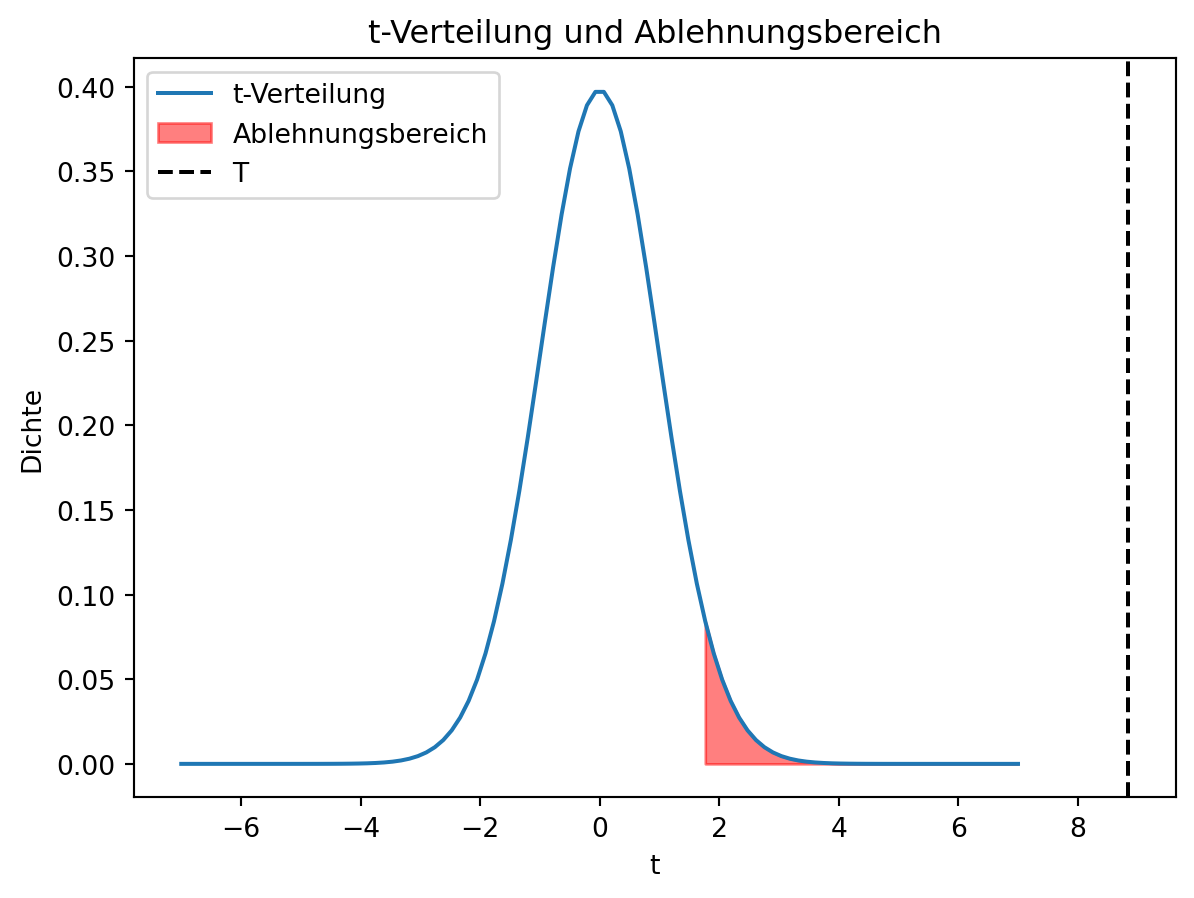 t-Verteilung und Ablehnungsbereich
t-Verteilung
Ablehnungsbereich
T
0.40
0.35
0.30
0.25
0.20
0.15
0.10
0.05
0.00
Dichte
−6 −4 −2 0 2 4 6 8
t